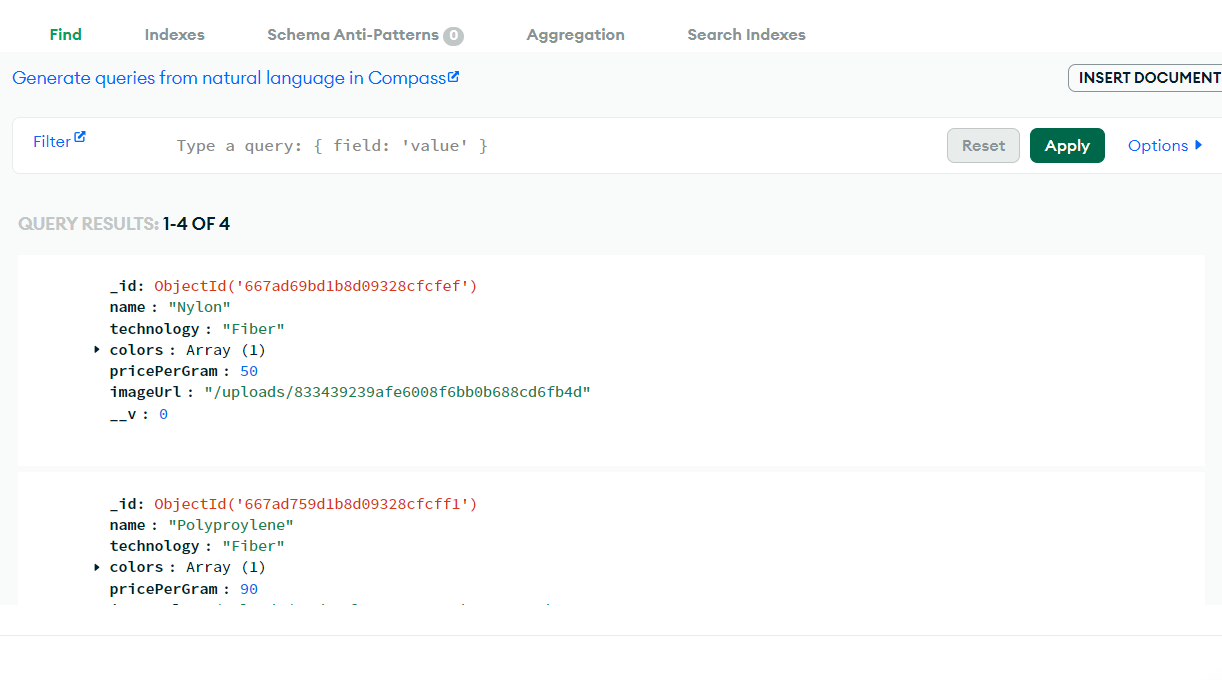 Find Indexes Schema Anti-Patterns 0 Aggregation Search Indexes
Generate queries from natural language in Compass
INSERT DOCUMENT
Filter Type a query: { field: 'value' } Reset Apply Options
QUERY RESULTS: 1-4 OF 4
_id: ObjectId('667ad69bd1b8d09328cfcfef')
name : "Nylon"
technology : "Fiber"
colors : Array (1)
pricePerGram : 50
imageUrl : "/uploads/833439239afe6008f6bb0b688cd6fb4d"
__v : 0
_id: ObjectId('667ad759d1b8d09328cfcff1')
name : "Polyproylene"
technology : "Fiber"
colors : Array (1)
pricePerGram : 90